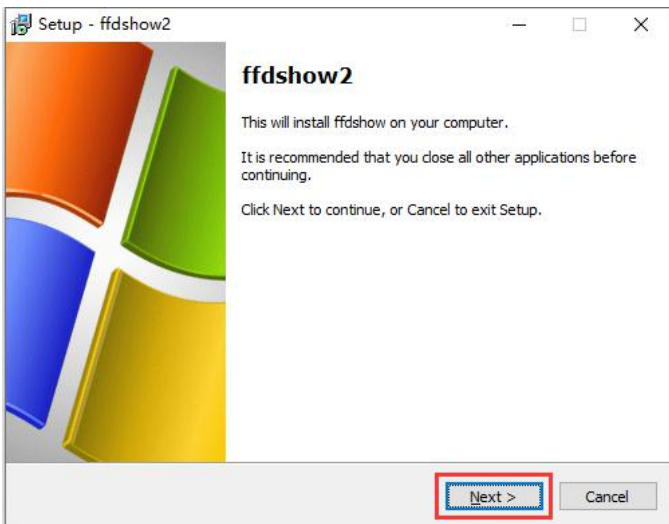 Setup - ffdshow2
ffdshow2
This will install ffdshow on your computer.
It is recommended that you close all other applications before
continuing.
Click Next to continue, or Cancel to exit Setup.
Next >
Cancel